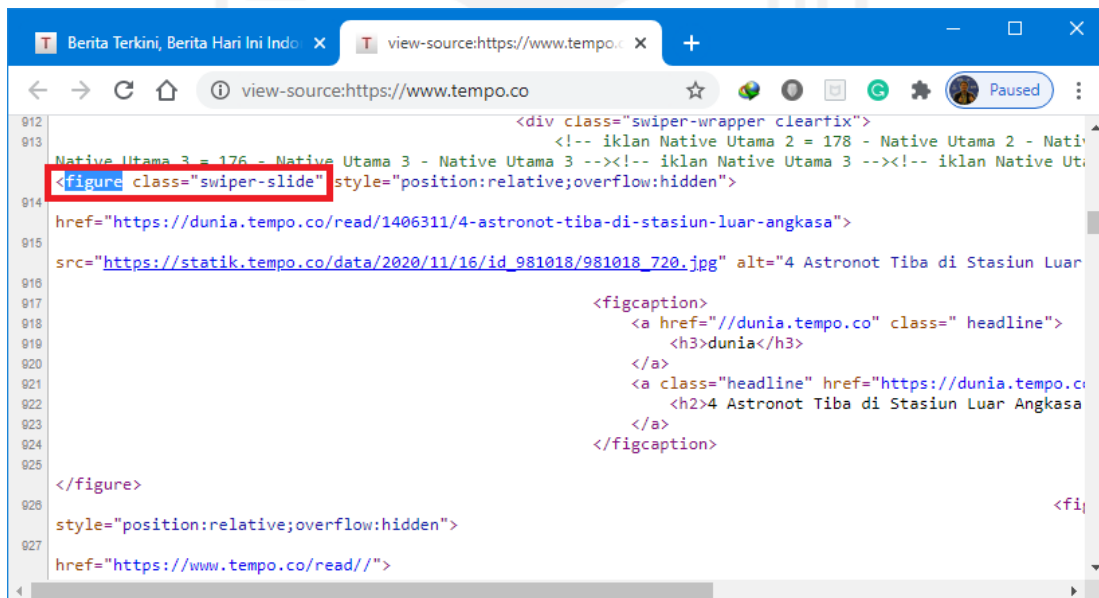 Berita Terkini, Berita Hari Ini Indo
view-source:https://www.tempo.c
view-source:https://www.tempo.co
Paused
912 <div class="swiper-wrapper clearfix">
913 <!-- iklan Native Utama 2 = 178 - Native Utama 2 - Nativ
Native Utama 3 = 176 - Native Utama 3 - Native Utama 3 --><!-- iklan Native Utama 3 --><!-- iklan Native Uta
<figure class="swiper-slide" style="position:relative;overflow:hidden">
914
href="https://dunia.tempo.co/read/1406311/4-astronot-tiba-di-stasiun-luar-angkasa">
915
src="https://statik.tempo.co/data/2020/11/16/id_981018/981018_720.jpg" alt="4 Astronot Tiba di Stasiun Luar
916
917 <figcaption>
918 <a href="//dunia.tempo.co" class=" headline">
919 <h3>dunia</h3>
920 </a>
921 <a class="headline" href="https://dunia.tempo.co
922 <h2>4 Astronot Tiba di Stasiun Luar Angkasa
923 </a>
924 </figcaption>
925
</figure>
926 <fig
style="position:relative;overflow:hidden">
927
href="https://www.tempo.co/read//">